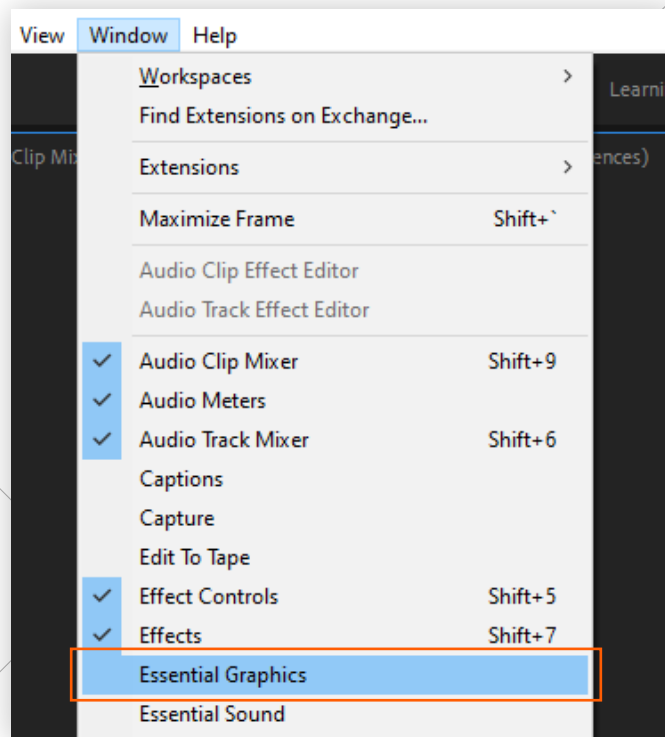 View Window Help
Workspaces
Learni
Find Extensions on Exchange...
Clip Mix
ences)
Extensions
Maximize Frame Shift+`
Audio Clip Effect Editor
Audio Track Effect Editor
Audio Clip Mixer Shift+9
Audio Meters
Audio Track Mixer Shift+6
Captions
Capture
Edit To Tape
Effect Controls Shift+5
Effects Shift+7
Essential Graphics
Essential Sound